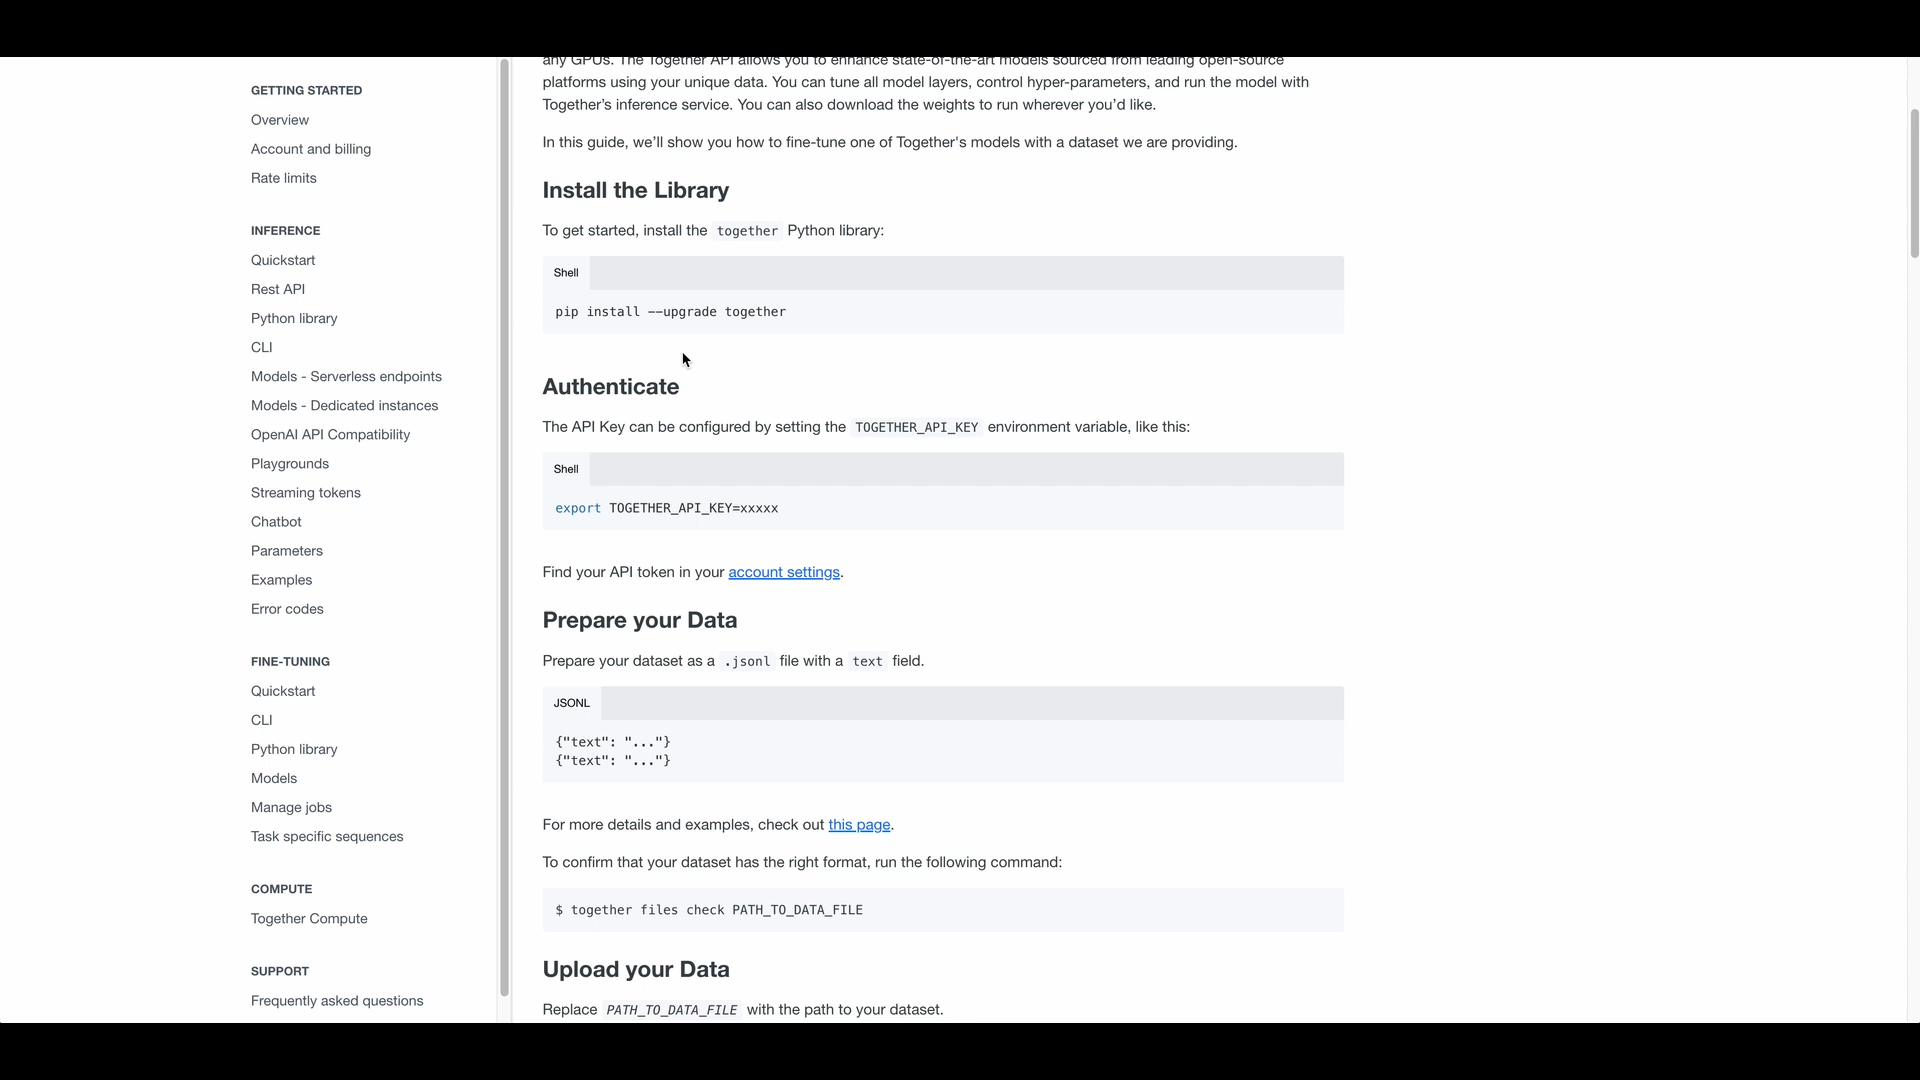 GETTING STARTED
Overview
Account and billing
Rate limits
INFERENCE
Quickstart
Rest API
Python library
CLI
Models - Serverless endpoints
Models - Dedicated instances
OpenAI API Compatibility
Playgrounds
Streaming tokens
Chatbot
Parameters
Examples
Error codes
FINE-TUNING
Quickstart
CLI
Python library
Models
Manage jobs
Task specific sequences
COMPUTE
Together Compute
SUPPORT
Frequently asked questions
any GPUs. The Together API allows you to enhance state-of-the-art models sourced from leading open-source
platforms using your unique data. You can tune all model layers, control hyper-parameters, and run the model with
Together’s inference service. You can also download the weights to run wherever you’d like.
In this guide, we’ll show you how to fine-tune one of Together's models with a dataset we are providing.
Install the Library
To get started, install the together Python library:
Shell
pip install --upgrade together
Authenticate
The API Key can be configured by setting the TOGETHER_API_KEY environment variable, like this:
Shell
export TOGETHER_API_KEY=xxxxx
Find your API token in your account settings.
Prepare your Data
Prepare your dataset as a .jsonl file with a text field.
JSONL
{"text": "..."}
{"text": "..."}
For more details and examples, check out this page.
To confirm that your dataset has the right format, run the following command:
$ together files check PATH_TO_DATA_FILE
Upload your Data
Replace PATH_TO_DATA_FILE with the path to your dataset.